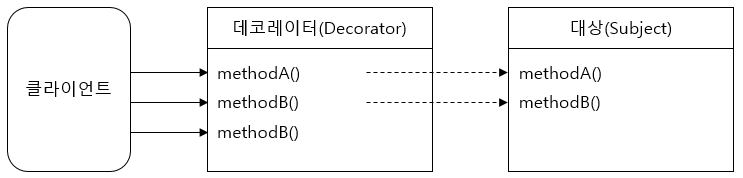 클라이언트
데코레이터(Decorator)
methodA()
methodB()
methodB()
대상(Subject)
methodA()
methodB()